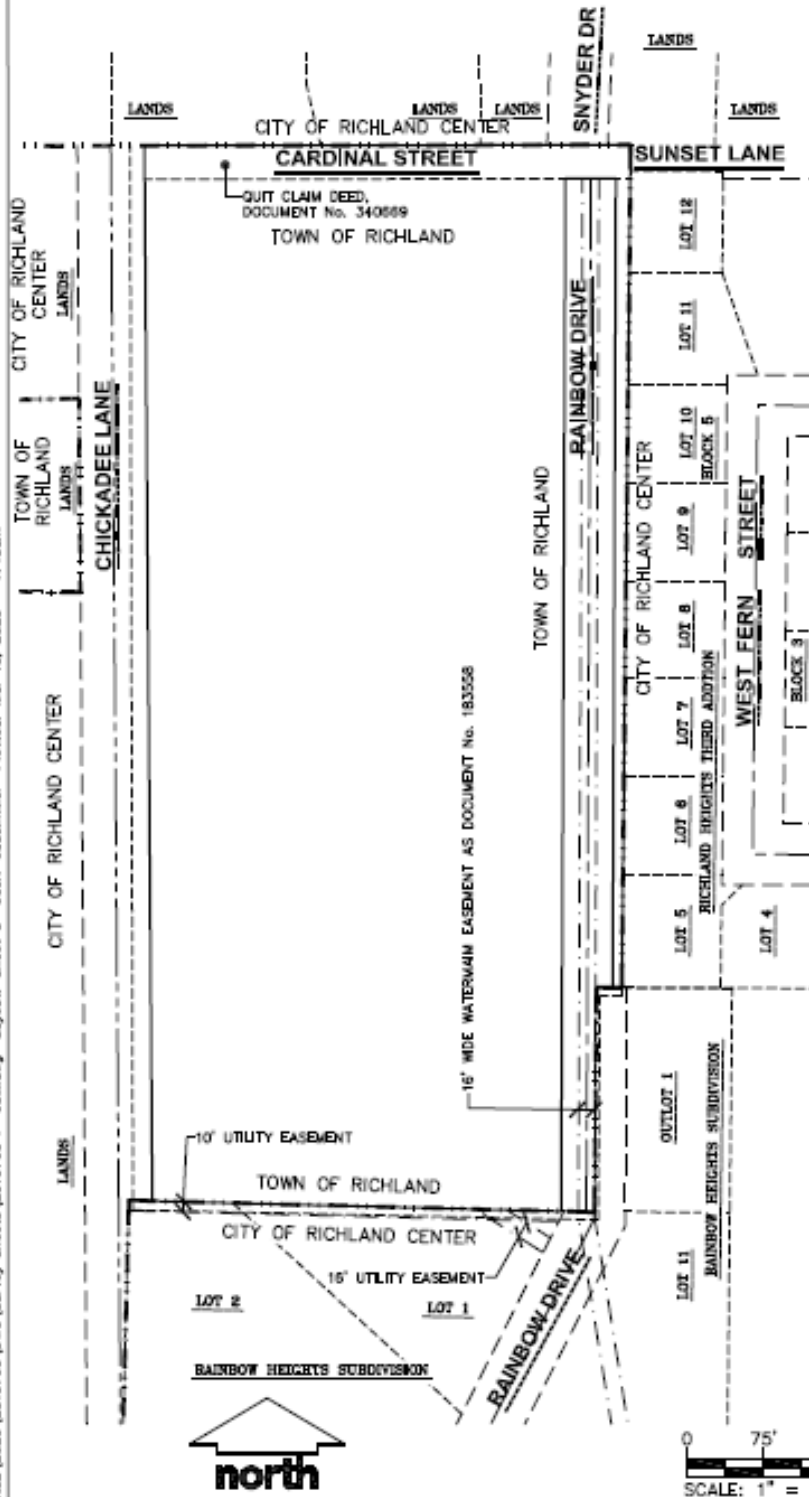 LANDS
SNYDER DR
LANDS
LANDS
LANDS
LANDS
CITY OF RICHLAND CENTER
CARDINAL STREET
SUNSET LANE
QUIT CLAIM DEED,
DOCUMENT No. 340669
TOWN OF RICHLAND
CITY OF RICHLAND
CENTER
LANDS
LOT 12
LOT 11
RAINBOW DRIVE
TOWN OF
RICHLAND
LANDS
CHICKADEE LANE
LOT 10
BLOCK 5
LOT 9
TOWN OF RICHLAND
CITY OF RICHLAND CENTER
LOT 8
WEST FERN STREET
BLOCK 3
LOT 7
RICHLAND HEIGHTS THIRD ADDTION
LOT 6
CITY OF RICHLAND CENTER
16' WIDE WATERMAIM EASEMENT AS DOCUMENT No. 183558
LOT 5
LOT 4
LANDS
OUTLOT 1
RAINBOW HEIGHTS SUBDIVISION
10' UTILITY EASEMENT
TOWN OF RICHLAND
CITY OF RICHLAND CENTER
16' UTILITY EASEMENT
LOT 11
LOT 2
LOT 1
RAINBOW DRIVE
RAINBOW HEIGHTS SUBDIVISION
north
0 75'
SCALE: 1" =